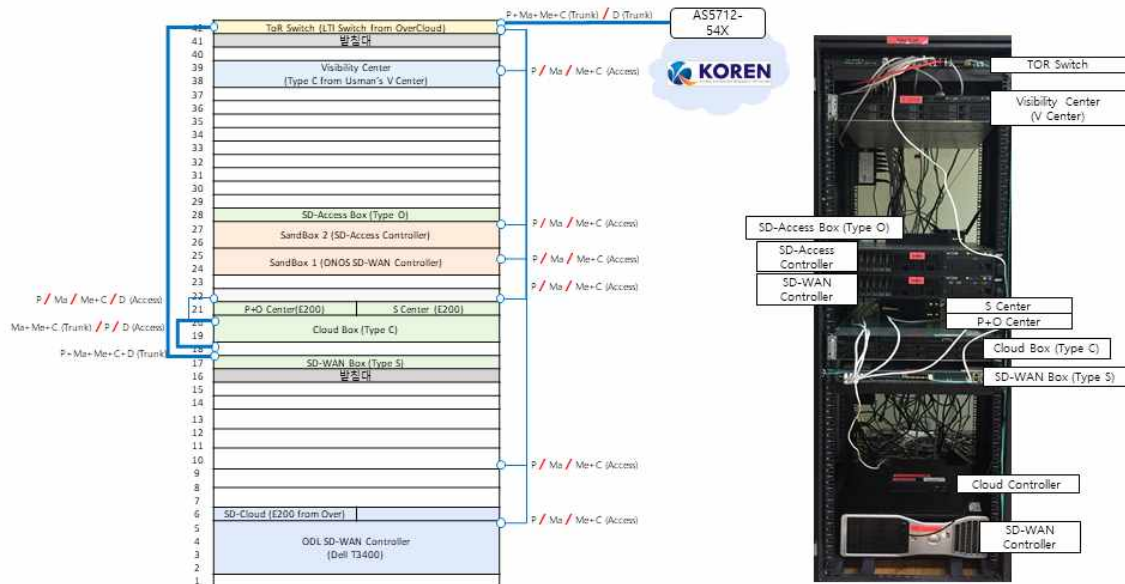 P+Ma+Me+C (Trunk) / D (Trunk)
AS5712-
54X
KOREN
42
ToR Switch (LTI Switch from OverCloud)
41
받침대
40
39
Visibility Center
38
(Type C from Usman's V Center)
P / Ma / Me+C (Access)
37
36
35
34
33
32
31
30
29
28
SD-Access Box (Type O)
27
SandBox 2 (SD-Access Controller)
P / Ma / Me+C (Access)
26
25
SandBox 1 (ONOS SD-WAN Controller)
P / Ma / Me+C (Access)
24
23
22
P / Ma / Me+C (Access)
P / Ma / Me+C / D (Access)
21
P+O Center(E200)
S Center (E200)
20
Ma+Me+C (Trunk) / P / D (Access)
19
Cloud Box (Type C)
18
P+Ma+Me+C+D (Trunk)
17
SD-WAN Box (Type S)
16
받침대
15
14
13
12
11
10
P / Ma / Me+C (Access)
9
8
7
6
SD-Cloud (E200 from Over)
5
P / Ma / Me+C (Access)
4
ODL SD-WAN Controller
3
(Dell T3400)
2
1
TOR Switch
Visibility Center
(V Center)
SD-Access Box (Type O)
SD-Access
Controller
SD-WAN
Controller
S Center
P+O Center
Cloud Box (Type C)
SD-WAN Box (Type S)
Cloud Controller
SD-WAN
Controller